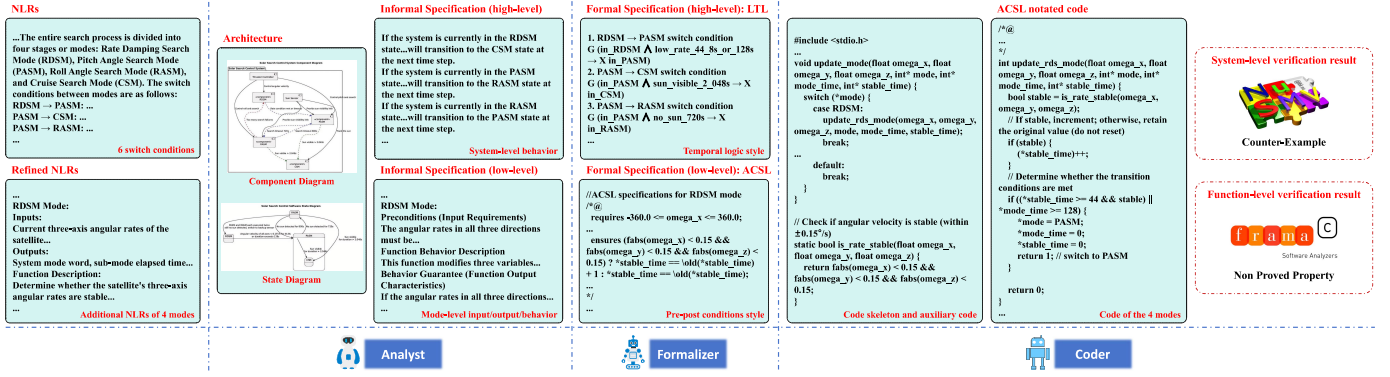 NLRs
...The entire search process is divided into
four stages or modes: Rate Damping Search
Mode (RDSM), Pitch Angle Search Mode
(PASM), Roll Angle Search Mode (RASM),
and Cruise Search Mode (CSM). The switch
conditions between modes are as follows:
RDSM → PASM: ...
PASM → CSM: ...
PASM → RASM: ...
...
6 switch conditions
Refined NLRs
...
RDSM Mode:
Inputs:
Current three-axis angular rates of the
satellite...
Outputs:
System mode word, sub-mode elapsed time...
Function Description:
Determine whether the satellite's three-axis
angular rates are stable...
...
Additional NLRs of 4 modes
Architecture
Component Diagram
State Diagram
Informal Specification (high-level)
If the system is currently in the RDSM
state...will transition to the CSM state at
the next time step.
If the system is currently in the PASM
state...will transition to the RASM state at
the next time step.
If the system is currently in the RASM
state...will transition to the PASM state at
the next time step.
...
System-level behavior
Informal Specification (low-level)
...
RDSM Mode:
Preconditions (Input Requirements)
The angular rates in all three directions
must be...
Function Behavior Description
This function modifies three variables...
Behavior Guarantee (Function Output
Characteristics)
If the angular rates in all three directions...
...
Mode-level input/output/behavior
Formal Specification (high-level): LTL
1. RDSM → PASM switch condition
G (in_RDSM ⋀ low_rate_44_8s_or_128s
→ X in_PASM)
2. PASM → CSM switch condition
G (in_PASM ⋀ sun_visible_2_048s → X
in_CSM)
3. PASM → RASM switch condition
G (in_PASM ⋀ no_sun_720s → X
in_RASM)
...
Temporal logic style
Formal Specification (low-level): ACSL
//ACSL specifications for RDSM mode
/*@
requires -360.0 <= omega_x <= 360.0;
...
ensures (fabs(omega_x) < 0.15 &&
fabs(omega_y) < 0.15 && fabs(omega_z) <
0.15) ? *stable_time == \old(*stable_time)
+ 1 : *stable_time == \old(*stable_time);
...
*/
Pre-post conditions style
#include <stdio.h>
...
void update_mode(float omega_x, float
omega_y, float omega_z, int* mode, int*
mode_time, int* stable_time) {
switch (*mode) {
case RDSM:
update_rds_mode(omega_x, omega_y,
omega_z, mode, mode_time, stable_time);
break;
...
default:
break;
}
}
// Check if angular velocity is stable (within
±0.15°/s)
static bool is_rate_stable(float omega_x,
float omega_y, float omega_z) {
return fabs(omega_x) < 0.15 &&
fabs(omega_y) < 0.15 && fabs(omega_z) <
0.15;
}
Code skeleton and auxiliary code
ACSL notated code
/*@
...
*/
int update_rds_mode(float omega_x, float
omega_y, float omega_z, int* mode, int*
mode_time, int* stable_time) {
bool stable = is_rate_stable(omega_x,
omega_y, omega_z);
// If stable, increment; otherwise, retain
the original value (do not reset)
if (stable) {
(*stable_time)++;
}
// Determine whether the transition
conditions are met
if ((*stable_time >= 44 && stable) ||
*mode_time >= 128) {
*mode = PASM;
*mode_time = 0;
*stable_time = 0;
return 1; // switch to PASM
}
return 0;
}
...
Code of the 4 modes
System-level verification result
Counter-Example
Function-level verification result
frama C
Software Analyzers
Non Proved Property
Analyst
Formalizer
Coder